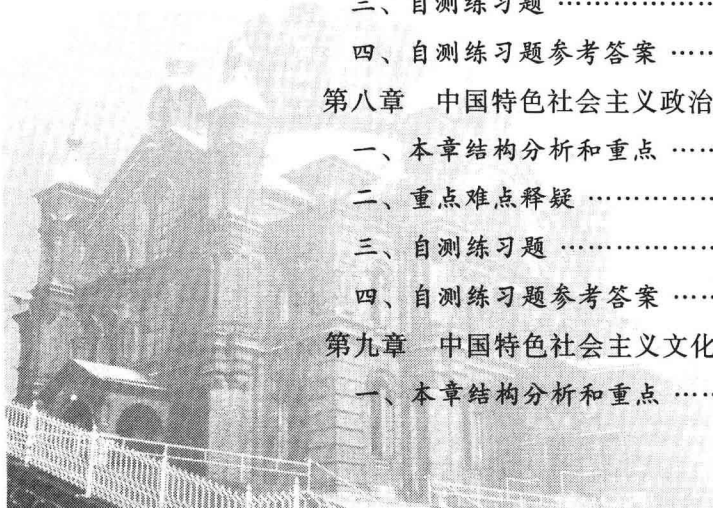 三、自测练习题 …………………
四、自测练习题参考答案 ……
第八章　中国特色社会主义政治
一、本章结构分析和重点 ……
二、重点难点释疑 ………………
三、自测练习题 …………………
四、自测练习题参考答案 ……
第九章　中国特色社会主义文化
一、本章结构分析和重点 ……